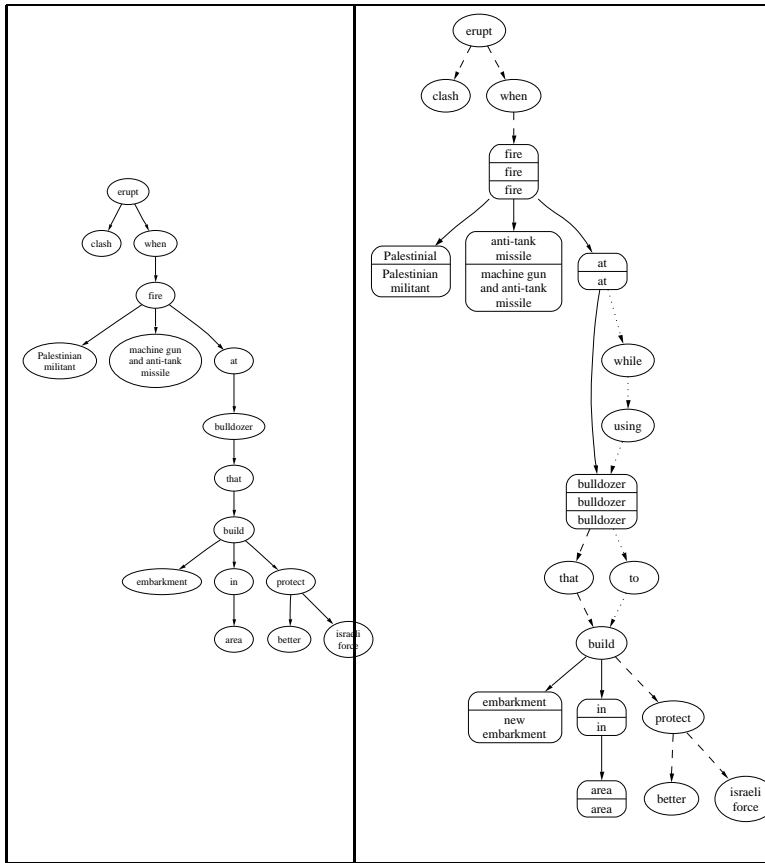 erupt
clash
when
fire
Palestinian
militant
machine gun
and anti-tank
missile
at
bulldozer
that
build
embarkment
in
protect
area
better
israeli
force
erupt
clash
when
fire
fire
fire
Palestinial
Palestinian
militant
anti-tank
missile
machine gun
and anti-tank
missile
at
at
while
using
bulldozer
bulldozer
bulldozer
that
to
build
embarkment
new
embarkment
in
in
protect
area
area
better
israeli
force